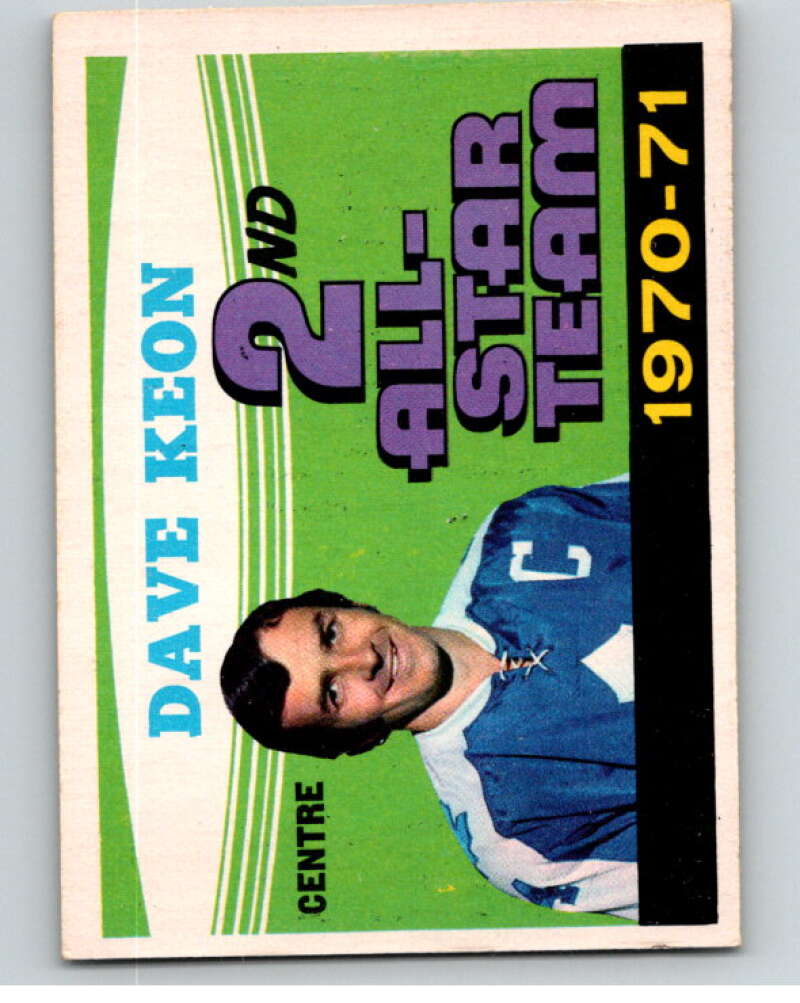 DAVE KEON
2ND
ALL-
STAR
TEAM
CENTRE
C
1970-71